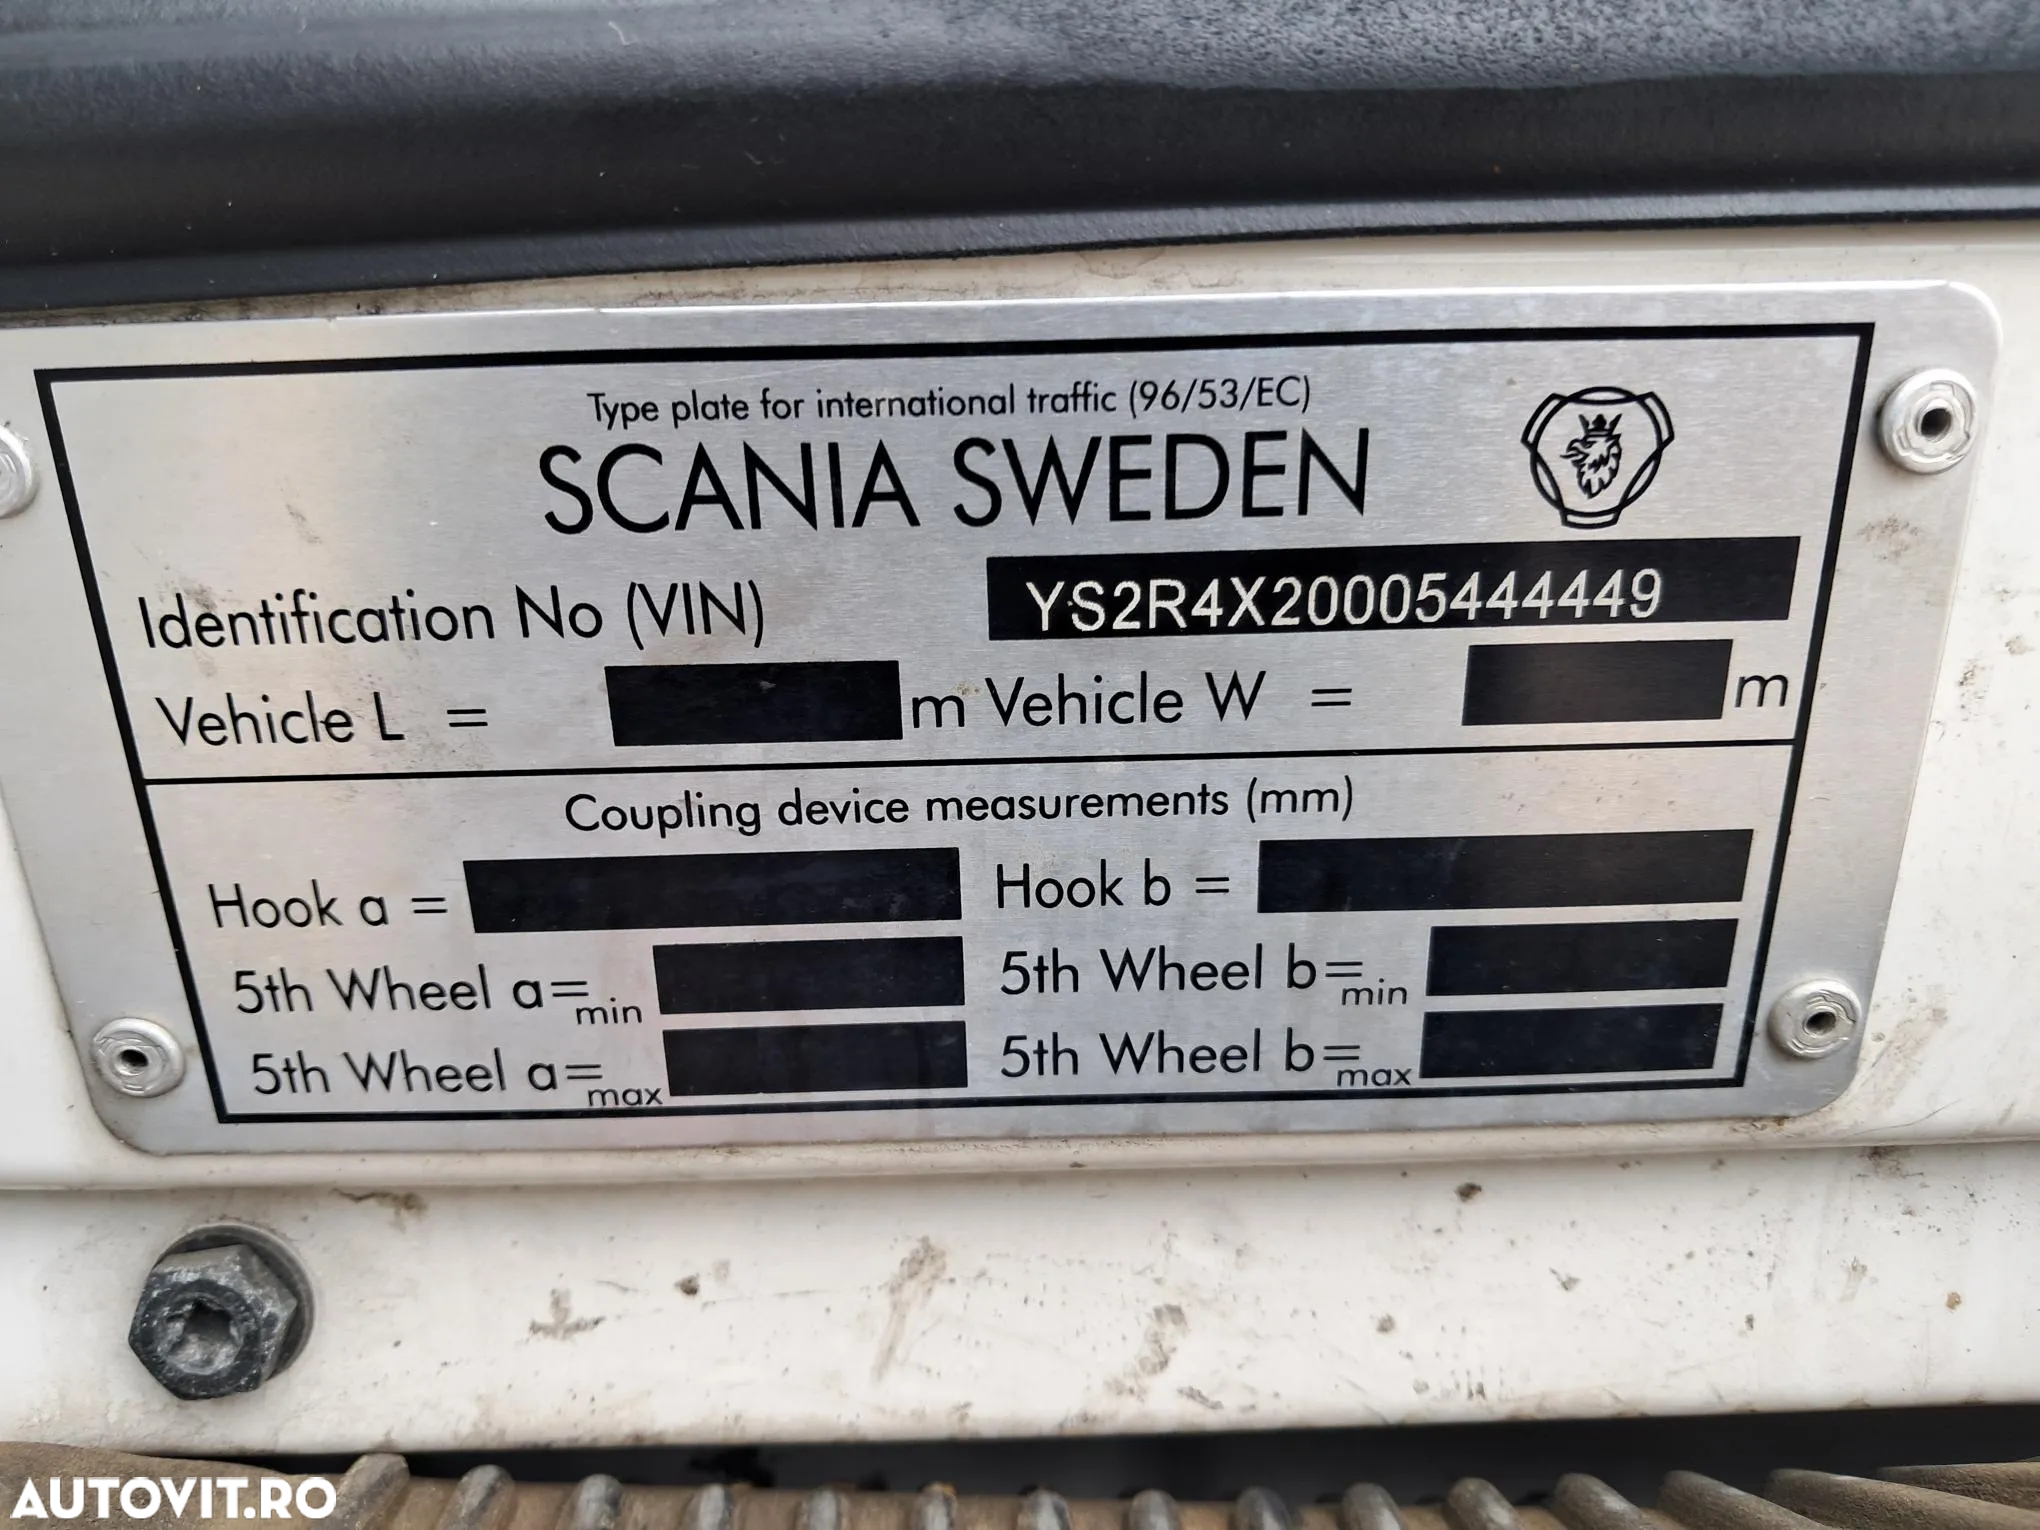 Type plate for international traffic (96/53/EC)
SCANIA SWEDEN
Identification No (VIN) YS2R4X20005444449
Vehicle L = m Vehicle W = m
Coupling device measurements (mm)
Hook a = Hook b =
5th Wheel a=min 5th Wheel b=min
5th Wheel a=max 5th Wheel b=max
AUTOVIT.RO